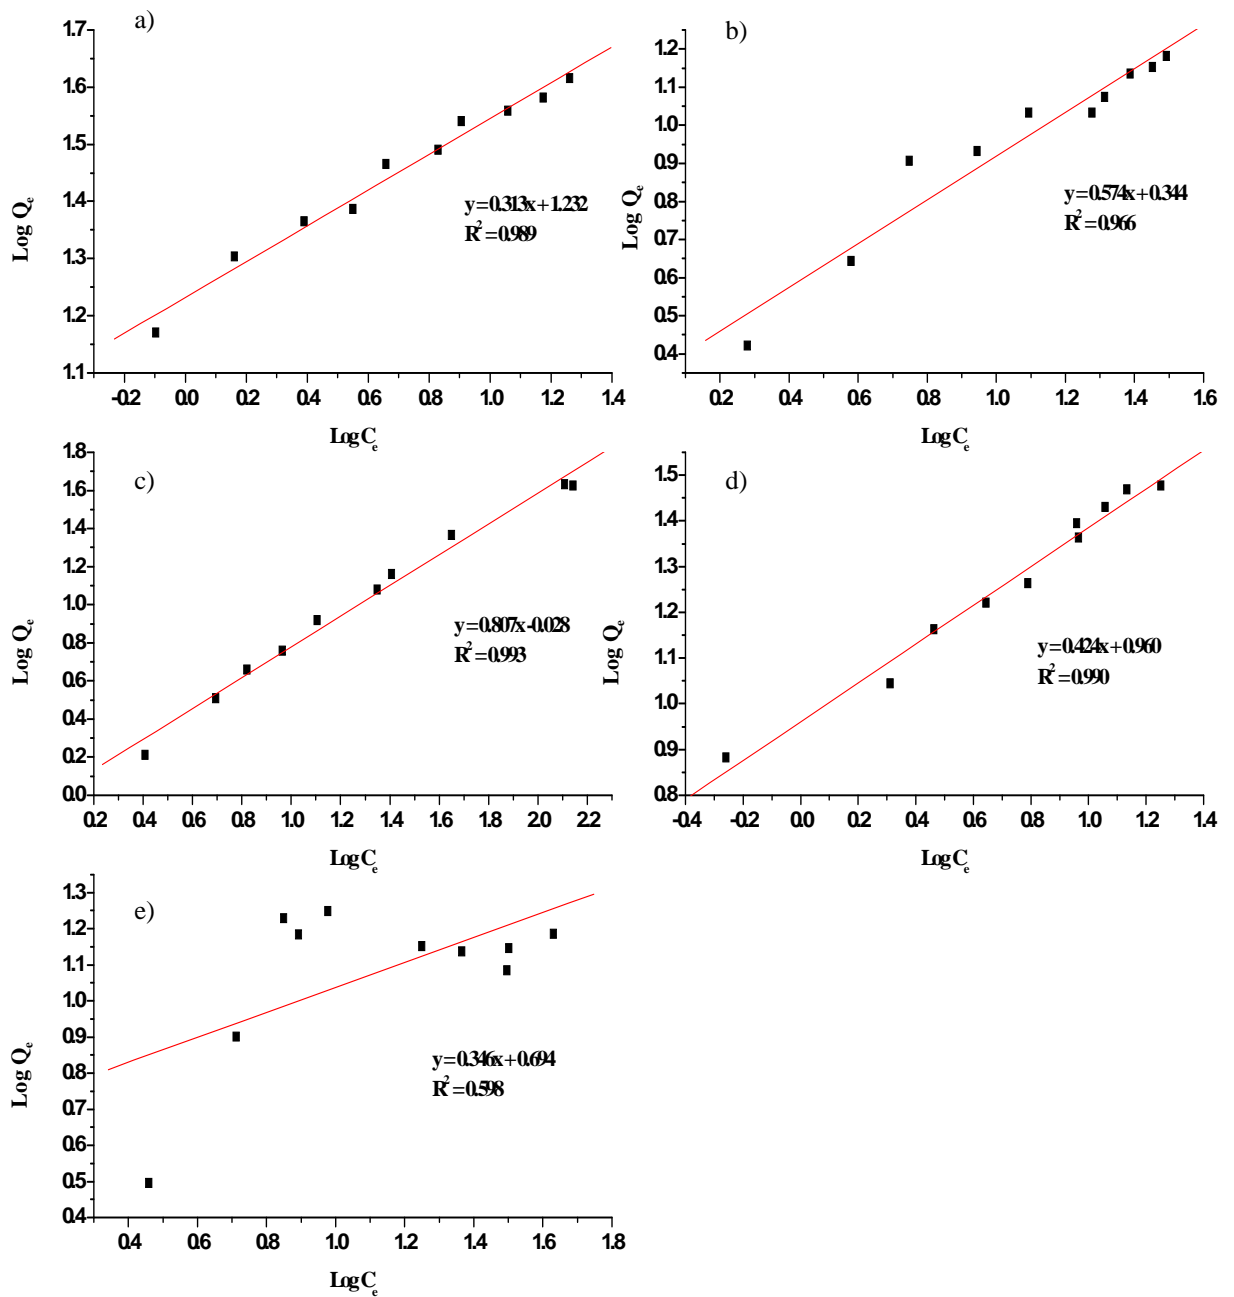 a)
1.7
1.6
1.5
1.4
1.3
1.2
1.1
Log Qe
y=0.313x+1.232
R2=0.989
-0.2 0.0 0.2 0.4 0.6 0.8 1.0 1.2 1.4
Log Ce
b)
1.2
1.1
1.0
0.9
0.8
0.7
0.6
0.5
0.4
Log Qe
y=0.574x+0.344
R2=0.966
0.2 0.4 0.6 0.8 1.0 1.2 1.4 1.6
Log Ce
c)
1.8
1.6
1.4
1.2
1.0
0.8
0.6
0.4
0.2
0.0
Log Qe
y=0.807x-0.028
R2=0.993
0.2 0.4 0.6 0.8 1.0 1.2 1.4 1.6 1.8 2.0 2.2
Log Ce
d)
1.5
1.4
1.3
1.2
1.1
1.0
0.9
0.8
Log Qe
y=0.424x+0.960
R2=0.990
-0.4 -0.2 0.0 0.2 0.4 0.6 0.8 1.0 1.2 1.4
Log Ce
e)
1.3
1.2
1.1
1.0
0.9
0.8
0.7
0.6
0.5
0.4
Log Qe
y=0.346x+0.694
R2=0.598
0.4 0.6 0.8 1.0 1.2 1.4 1.6 1.8
Log Ce